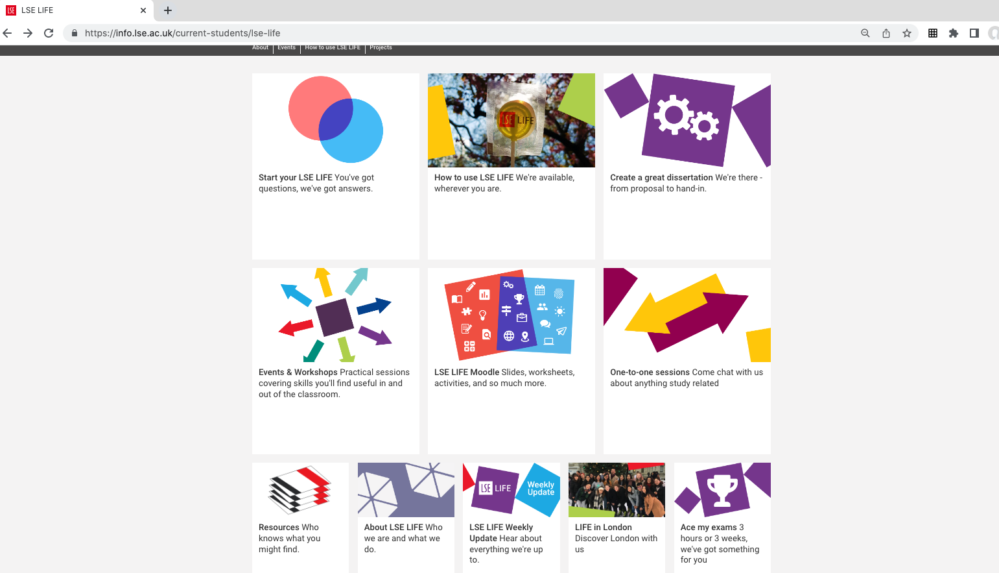 LSE LIFE
https://info.lse.ac.uk/current-students/lse-life
About
Events
How to use LSE LIFE
Projects
LSE LIFE
Start your LSE LIFE You've got
questions, we've got answers.
How to use LSE LIFE We're available,
wherever you are.
Create a great dissertation We're there -
from proposal to hand-in.
Events & Workshops Practical sessions
covering skills you'll find useful in and
out of the classroom.
LSE LIFE Moodle Slides, worksheets,
activities, and so much more.
One-to-one sessions Come chat with us
about anything study related
LSE LIFE
Weekly
Update
Resources Who
knows what you
might find.
About LSE LIFE Who
we are and what we
do.
LSE LIFE Weekly
Update Hear about
everything we're up
to.
LIFE in London
Discover London with
us
Ace my exams 3
hours or 3 weeks,
we've got something
for you